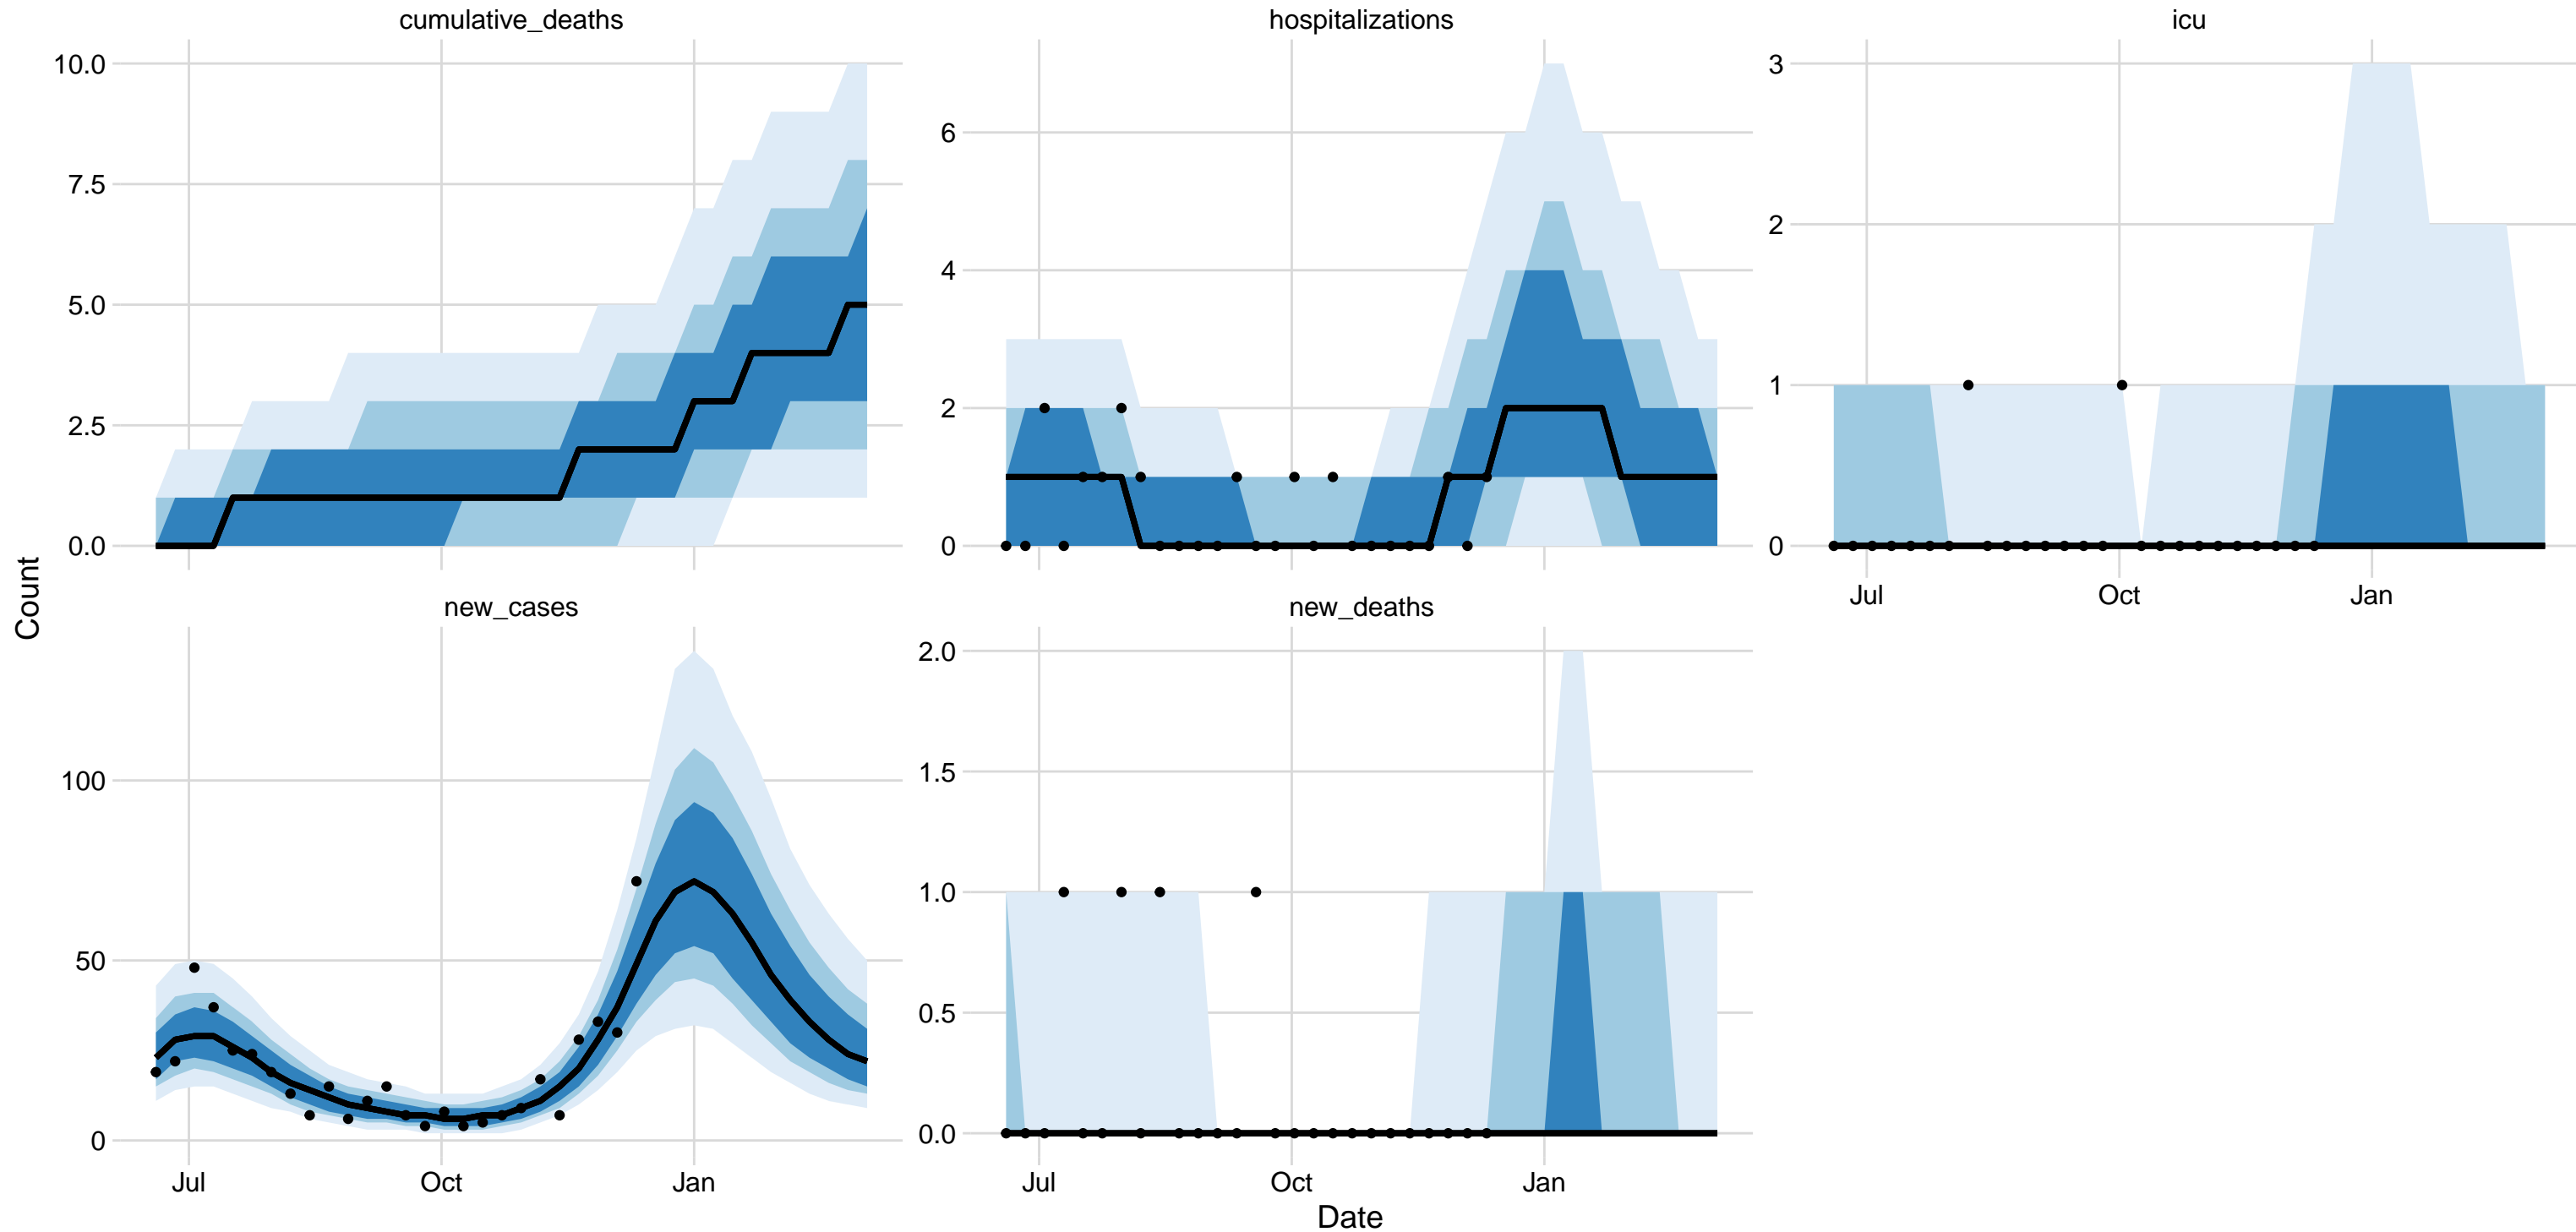 cumulative_deaths
hospitalizations
icu
10.0
7.5
5.0
2.5
0.0
6
4
2
0
3
2
1
0
Jul Oct Jan
Count
new_cases
new_deaths
100
50
0
2.0
1.5
1.0
0.5
0.0
Jul Oct Jan
Jul Oct Jan
Date